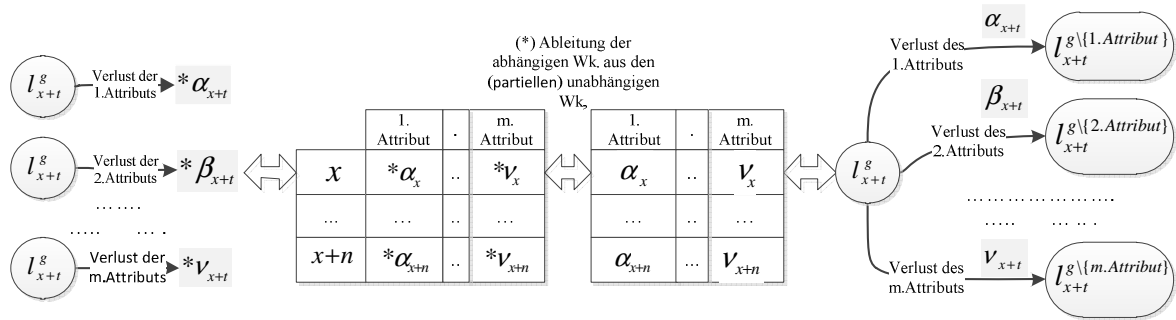 l^g_{x+t} Verlust der 1.Attributs *α_{x+t}
l^g_{x+t} Verlust der 2.Attributs *β_{x+t}
... ....
..... ... .
l^g_{x+t} Verlust der m.Attributs *ν_{x+t}
(*) Ableitung der
abhängigen Wk. aus den
(partiellen) unabhängigen
Wk,
1. Attribut . m. Attribut
x *α_x .. *ν_x
... ... .. ...
x+n *α_{x+n} .. *ν_{x+n}
1. Attribut . m. Attribut
α_x .. ν_x
... .. ...
α_{x+n} ... ν_{x+n}
l^g_{x+t}
Verlust des 1.Attributs α_{x+t} l^{g\{1.Attribut}}_{x+t}
Verlust des 2.Attributs β_{x+t} l^{g\{2.Attribut}}_{x+t}
........................
..... ..... .. .
Verlust des m.Attributs ν_{x+t} l^{g\{m.Attribut}}_{x+t}